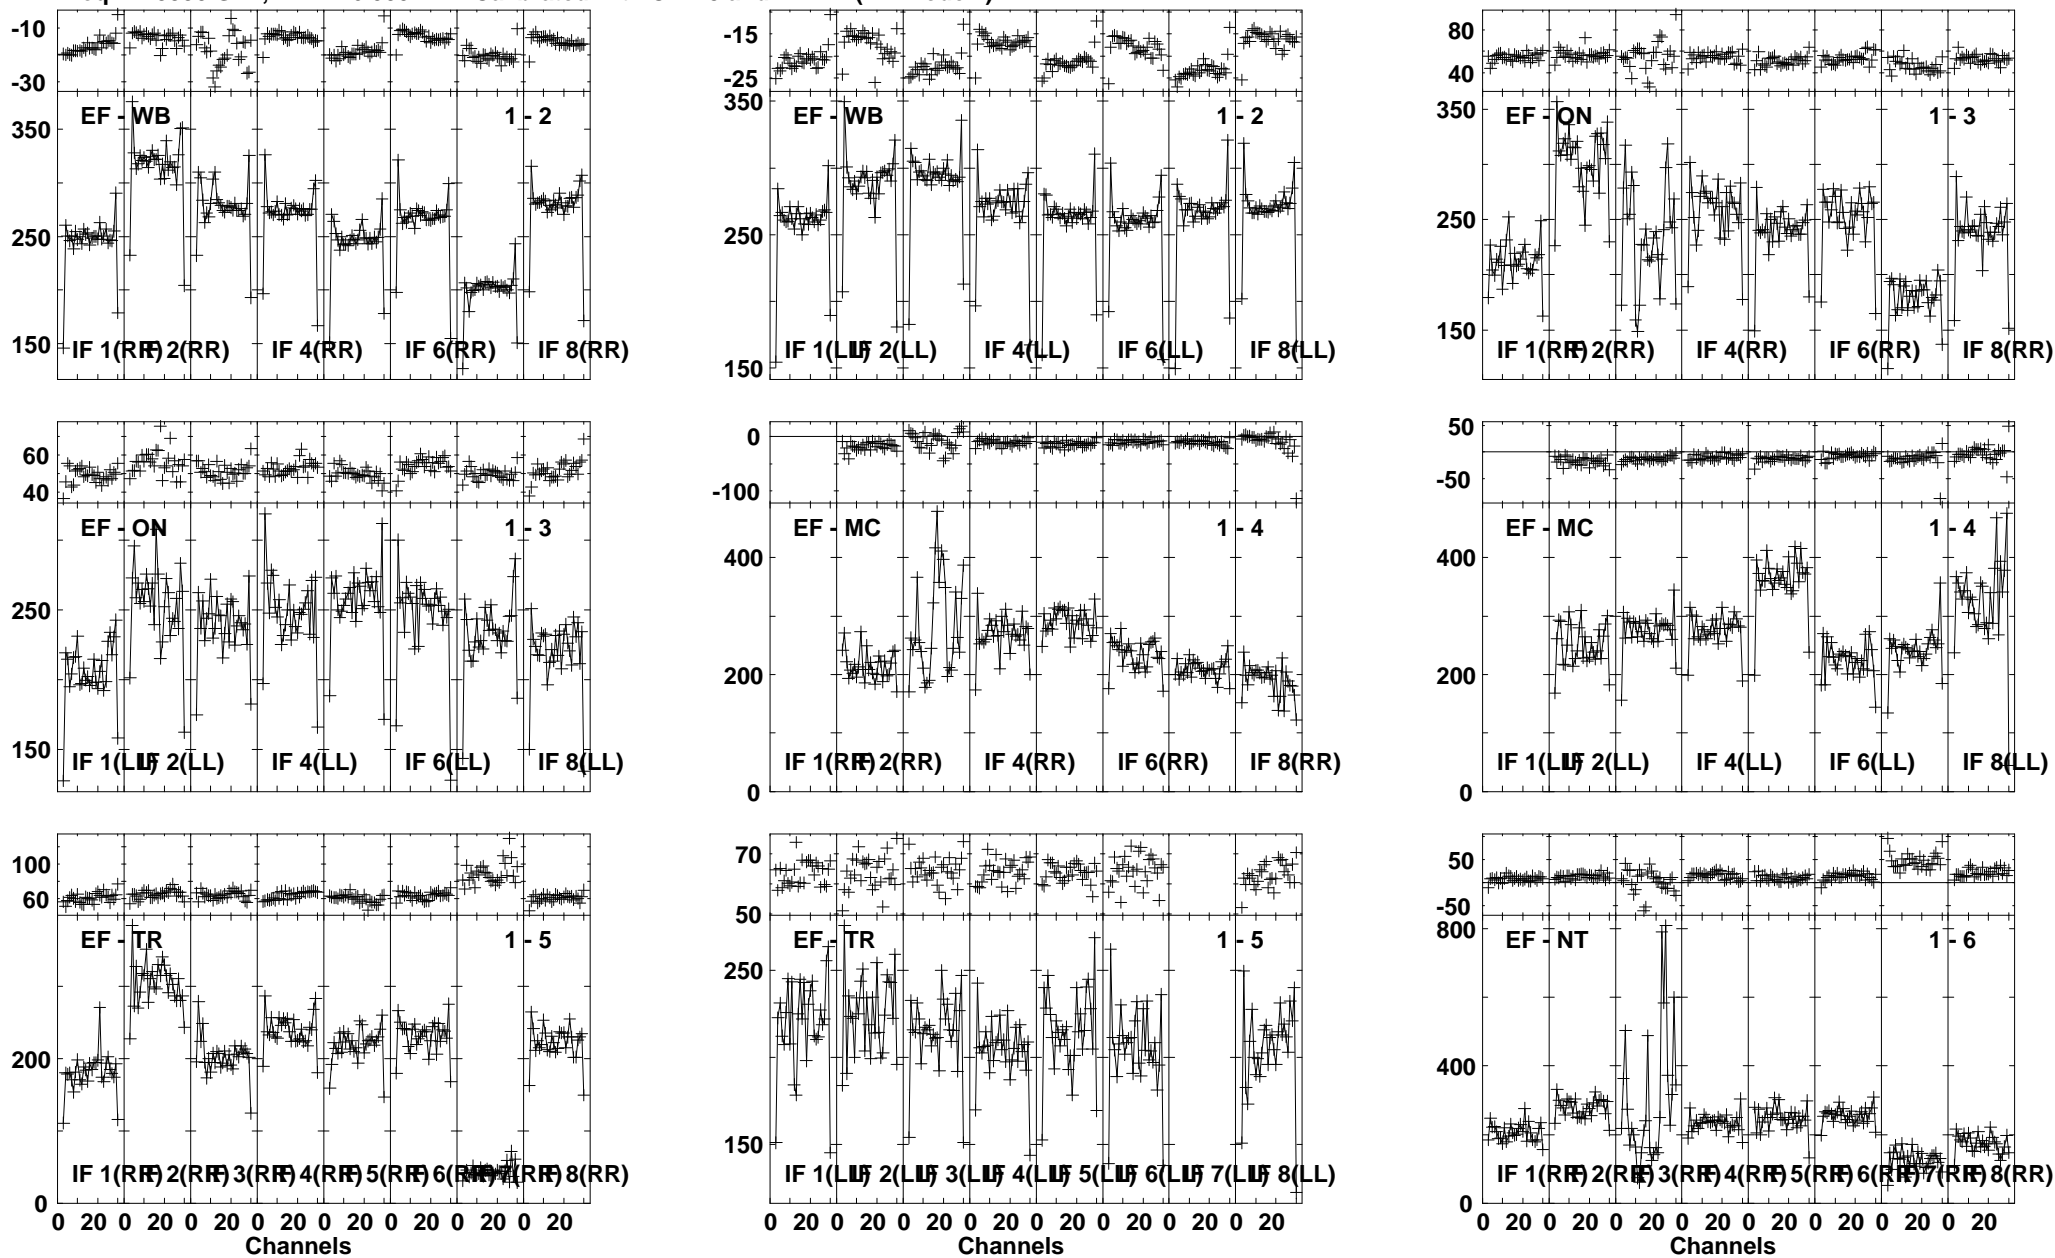 -10
-30
EF - WB
1 - 2
350
250
150
IF 1(RR)
IF 2(RR)
IF 4(RR)
IF 6(RR)
IF 8(RR)
-15
-25
EF - WB
1 - 2
350
250
150
IF 1(LL)
IF 2(LL)
IF 4(LL)
IF 6(LL)
IF 8(LL)
80
40
EF - ON
1 - 3
350
250
150
IF 1(RR)
IF 2(RR)
IF 4(RR)
IF 6(RR)
IF 8(RR)
60
40
EF - ON
1 - 3
250
150
IF 1(LL)
IF 2(LL)
IF 4(LL)
IF 6(LL)
IF 8(LL)
0
-100
EF - MC
1 - 4
400
200
0
IF 1(RR)
IF 2(RR)
IF 4(RR)
IF 6(RR)
IF 8(RR)
50
-50
EF - MC
1 - 4
400
200
0
IF 1(LL)
IF 2(LL)
IF 4(LL)
IF 6(LL)
IF 8(LL)
100
60
EF - TR
1 - 5
200
0
IF 1(RR)
IF 2(RR)
IF 3(RR)
IF 4(RR)
IF 5(RR)
IF 6(RR)
IF 7(RR)
IF 8(RR)
0 20 0 20 0 20 0 20 0 20 0 20 0 20 0 20
Channels
70
50
EF - TR
1 - 5
250
150
IF 1(LL)
IF 2(LL)
IF 3(LL)
IF 4(LL)
IF 5(LL)
IF 6(LL)
IF 7(LL)
IF 8(LL)
0 20 0 20 0 20 0 20 0 20 0 20 0 20 0 20
Channels
50
-50
EF - NT
1 - 6
800
400
0
IF 1(RR)
IF 2(RR)
IF 3(RR)
IF 4(RR)
IF 5(RR)
IF 6(RR)
IF 7(RR)
IF 8(RR)
0 20 0 20 0 20 0 20 0 20 0 20 0 20 0 20
Channels